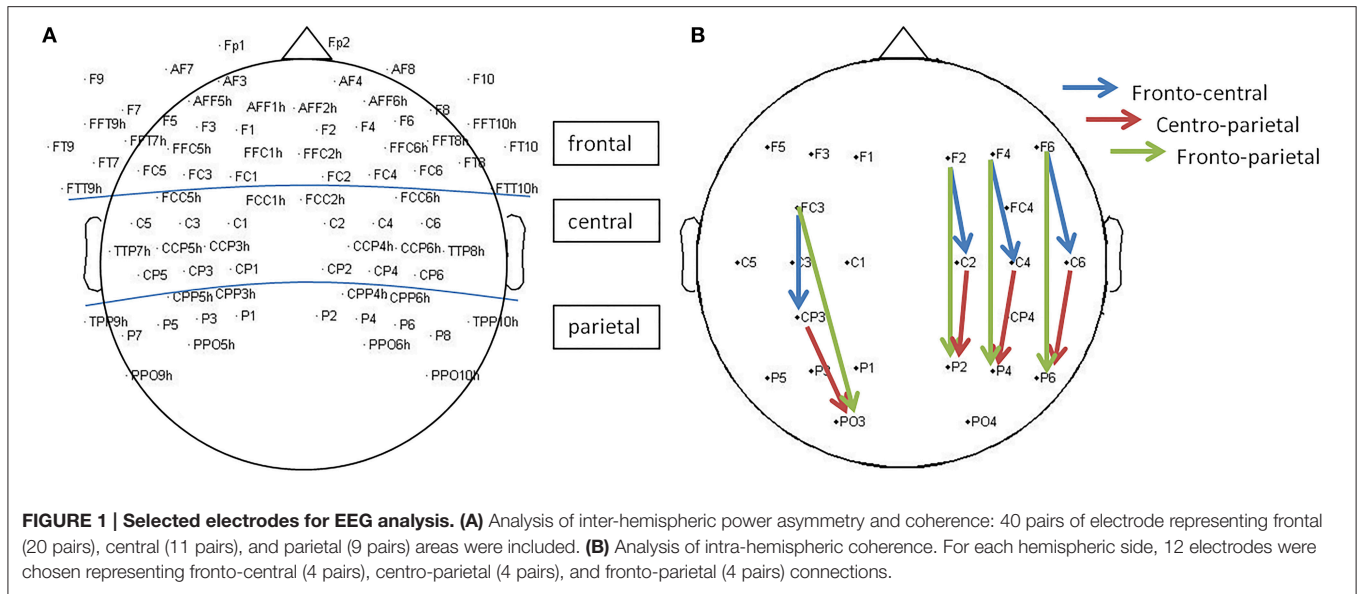 A
B
Fp1 Fp2
F9 AF7 AF3 AF4 AF8 F10
F7 AFF5h AFF1h AFF2h AFF6h F8
FFT9h F5 F3 F1 F2 F4 F6 FFT10h
FT9 FFT7h FFC5h FFC1h FFC2h FFC6h FFT8h FT10
FT7 FC5 FC3 FC1 FC2 FC4 FC6 FT8
FTT9h FCC5h FCC1h FCC2h FCC6h FTT10h
C5 C3 C1 C2 C4 C6
TTP7h CCP5h CCP3h CCP4h CCP6h TTP8h
CP5 CP3 CP1 CP2 CP4 CP6
CPP5h CPP3h CPP4h CPP6h
TPP9h P7 P5 P3 P1 P2 P4 P6 P8 TPP10h
PPO5h PPO6h
PPO9h PPO10h
frontal
central
parietal
F5 F3 F1 F2 F4 F6
FC3 FC4
C5 C3 C1 C2 C4 C6
CP3 CP4
P5 P3 P1 P2 P4 P6
PO3 PO4
Fronto-central
Centro-parietal
Fronto-parietal
FIGURE 1 | Selected electrodes for EEG analysis. (A) Analysis of inter-hemispheric power asymmetry and coherence: 40 pairs of electrode representing frontal
(20 pairs), central (11 pairs), and parietal (9 pairs) areas were included. (B) Analysis of intra-hemispheric coherence. For each hemispheric side, 12 electrodes were
chosen representing fronto-central (4 pairs), centro-parietal (4 pairs), and fronto-parietal (4 pairs) connections.